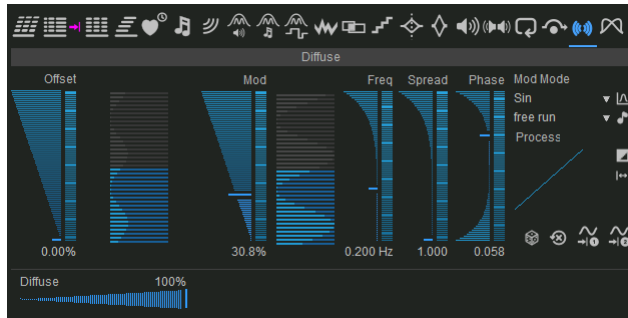 Diffuse
Offset Mod Freq Spread Phase Mod Mode
Sin
free run
Process
0.00% 30.8% 0.200 Hz 1.000 0.058
Diffuse 100%